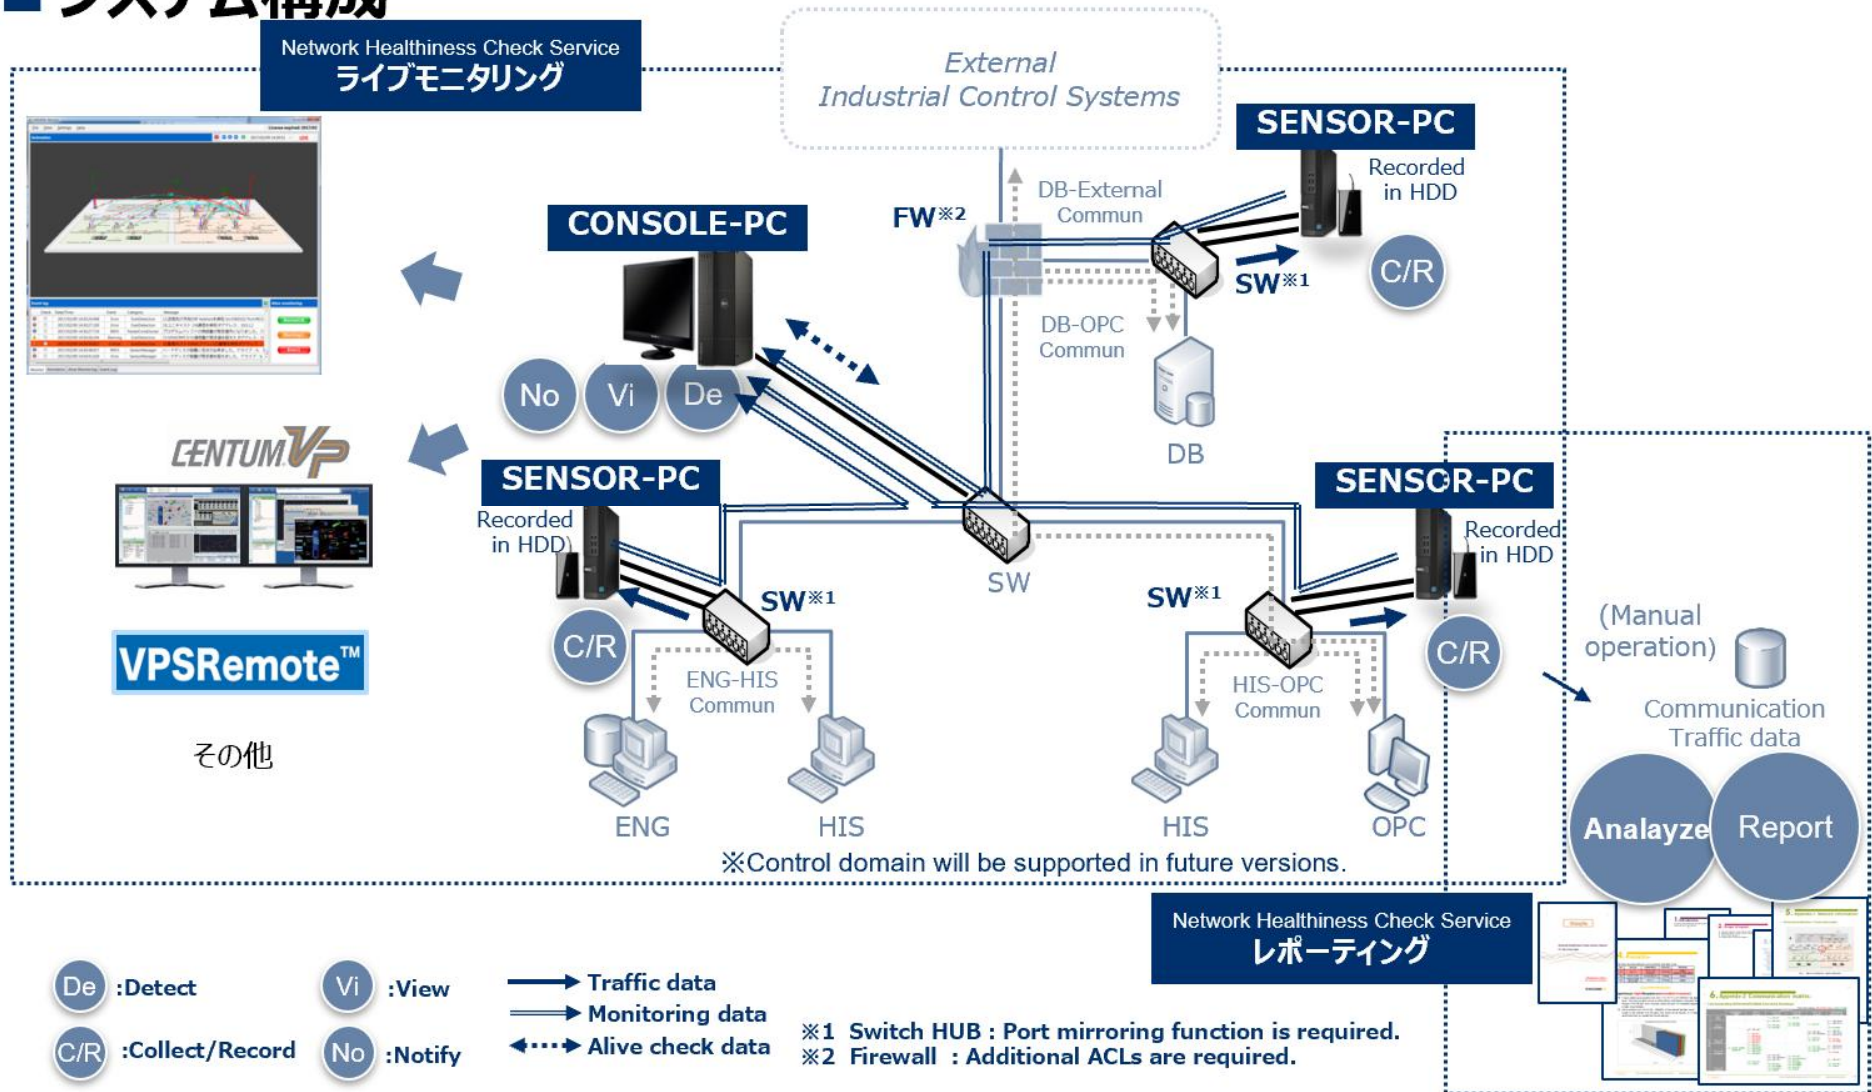 ■システム構成
Network Healthiness Check Service
ライブモニタリング
External
Industrial Control Systems
SENSOR-PC
Recorded
in HDD
DB-External
Commun
FW※2
CONSOLE-PC
C/R
SW※1
DB-OPC
Commun
No
Vi
De
DB
CENTUM VP
SENSOR-PC
Recorded
in HDD
SENSOR-PC
Recorded
in HDD
SW
SW※1
SW※1
C/R
C/R
(Manual
operation)
VPSRemote™
ENG-HIS
Commun
HIS-OPC
Commun
Communication
Traffic data
その他
ENG
HIS
HIS
OPC
Analayze
Report
※Control domain will be supported in future versions.
Network Healthiness Check Service
レポーティング
De :Detect
Vi :View
C/R :Collect/Record
No :Notify
Traffic data
Monitoring data
Alive check data
※1 Switch HUB : Port mirroring function is required.
※2 Firewall : Additional ACLs are required.